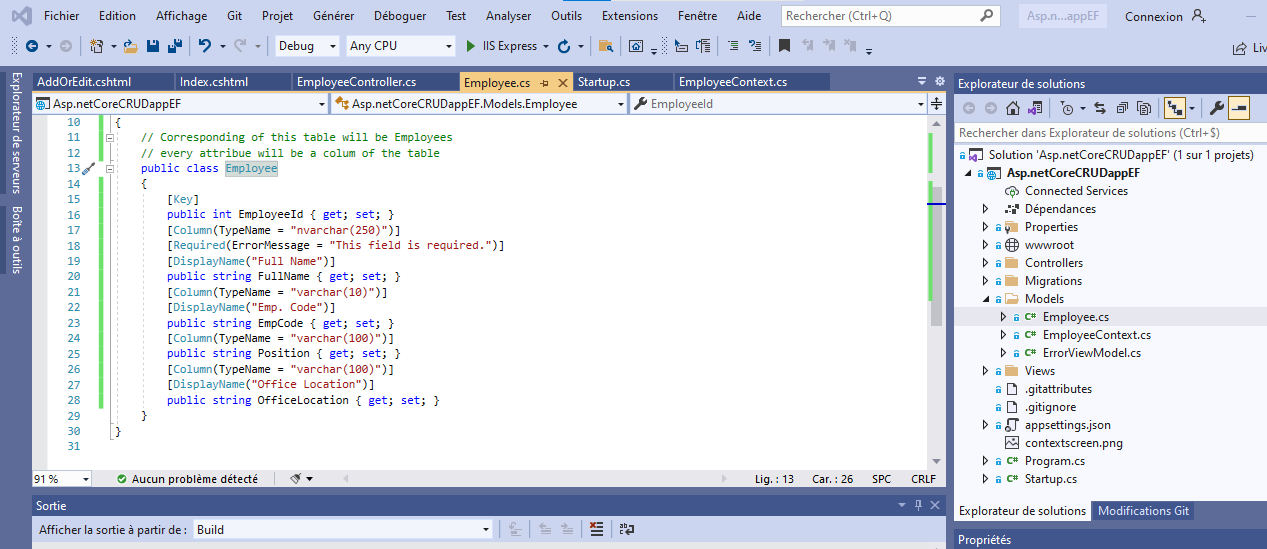 Fichier Edition Affichage Git Projet Générer Déboguer Test Analyser Outils Extensions Fenêtre Aide Rechercher (Ctrl+Q) Asp.n...appEF Connexion
Debug Any CPU IIS Express Liv
AddOrEdit.cshtml Index.cshtml EmployeeController.cs Employee.cs Startup.cs EmployeeContext.cs
Asp.netCoreCRUDappEF Asp.netCoreCRUDappEF.Models.Employee EmployeeId
Explorateur de serveurs
Boîte à outils
10 {
11 // Corresponding of this table will be Employees
12 // every attribue will be a colum of the table
13 public class Employee
14 {
15 [Key]
16 public int EmployeeId { get; set; }
17 [Column(TypeName = "nvarchar(250)")]
18 [Required(ErrorMessage = "This field is required.")]
19 [DisplayName("Full Name")]
20 public string FullName { get; set; }
21 [Column(TypeName = "varchar(10)")]
22 [DisplayName("Emp. Code")]
23 public string EmpCode { get; set; }
24 [Column(TypeName = "varchar(100)")]
25 public string Position { get; set; }
26 [Column(TypeName = "varchar(100)")]
27 [DisplayName("Office Location")]
28 public string OfficeLocation { get; set; }
29 }
30 }
31
91 % Aucun problème détecté Lig. : 13 Car. : 26 SPC CRLF
Sortie
Afficher la sortie à partir de : Build
Explorateur de solutions
Rechercher dans Explorateur de solutions (Ctrl+$)
Solution 'Asp.netCoreCRUDappEF' (1 sur 1 projets)
Asp.netCoreCRUDappEF
Connected Services
Dépendances
Properties
wwwroot
Controllers
Migrations
Models
C# Employee.cs
C# EmployeeContext.cs
C# ErrorViewModel.cs
Views
.gitattributes
.gitignore
appsettings.json
contextscreen.png
C# Program.cs
C# Startup.cs
Explorateur de solutions Modifications Git
Propriétés